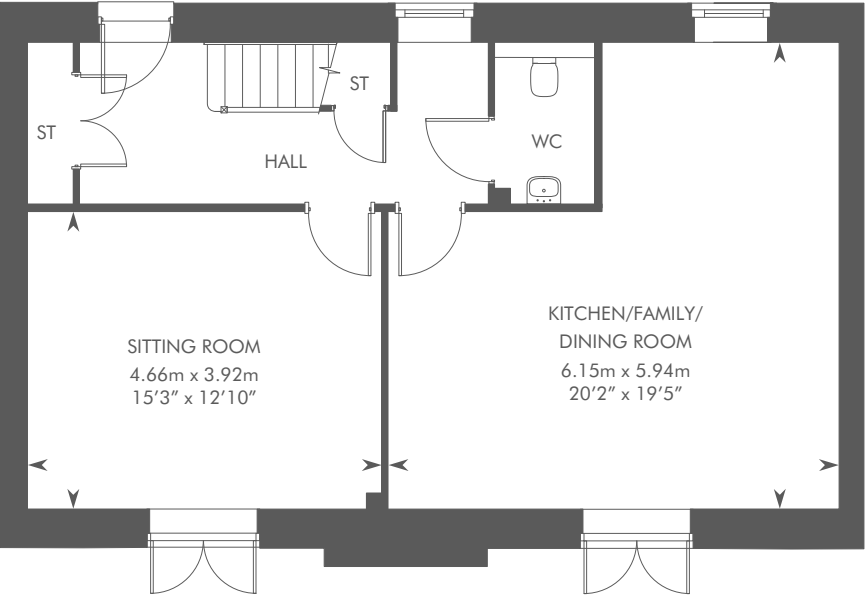 ST
ST
HALL
WC
SITTING ROOM
4.66m x 3.92m
15’3” x 12’10”
KITCHEN/FAMILY/
DINING ROOM
6.15m x 5.94m
20’2” x 19’5”